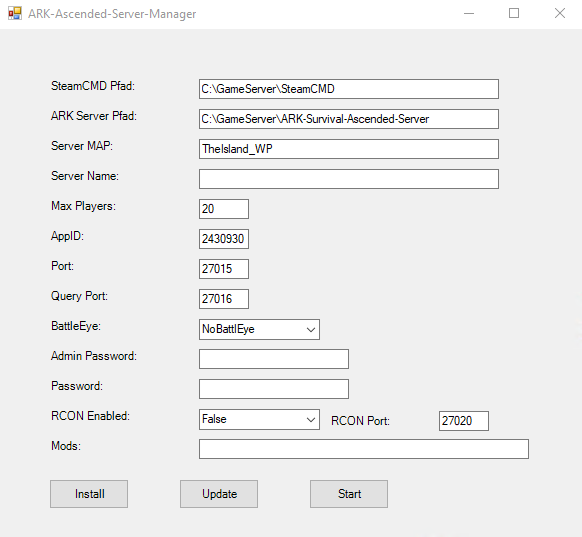 ARK-Ascended-Server-Manager
SteamCMD Pfad: C:\GameServer\SteamCMD
ARK Server Pfad: C:\GameServer\ARK-Survival-Ascended-Server
Server MAP: TheIsland_WP
Server Name:
Max Players: 20
AppID: 2430930
Port: 27015
Query Port: 27016
BattleEye: NoBattlEye
Admin Password:
Password:
RCON Enabled: False RCON Port: 27020
Mods:
Install Update Start